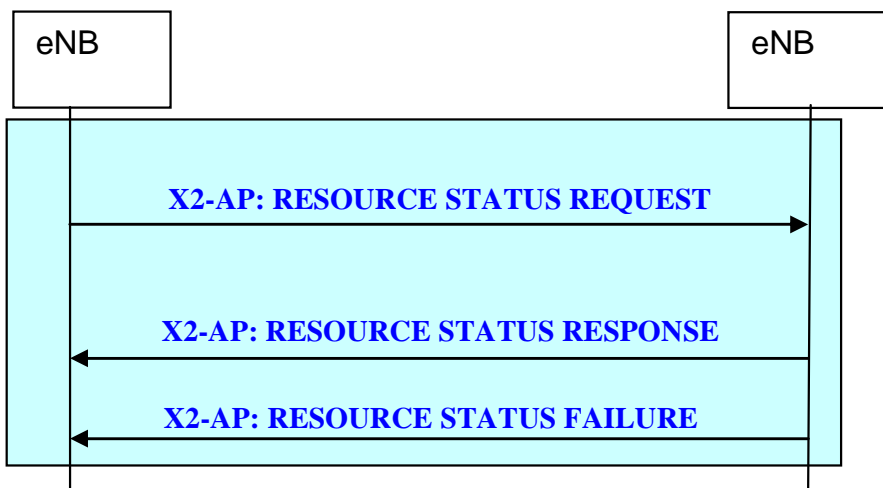 eNB
eNB
X2-AP: RESOURCE STATUS REQUEST
X2-AP: RESOURCE STATUS RESPONSE
X2-AP: RESOURCE STATUS FAILURE